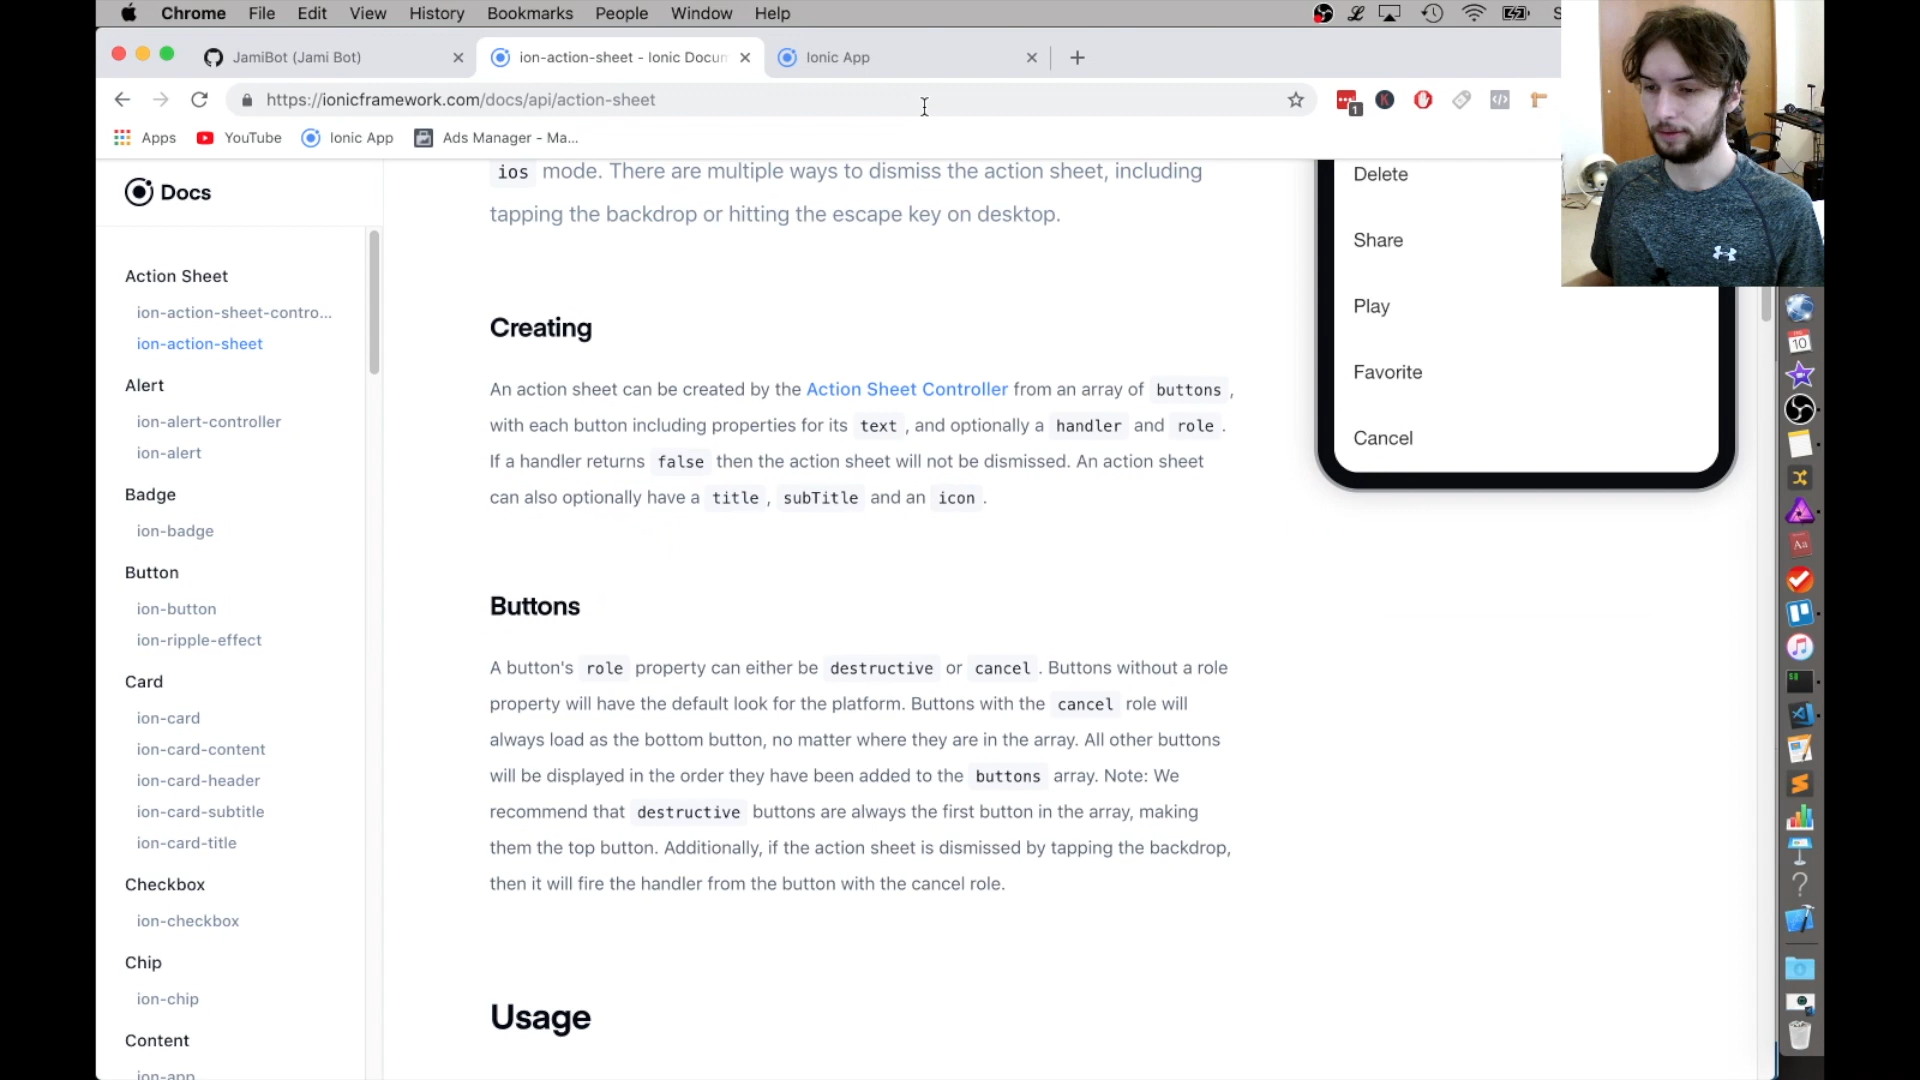 Chrome File Edit View History Bookmarks People Window Help
JamiBot (Jami Bot)
ion-action-sheet - Ionic Docum
Ionic App
https://ionicframework.com/docs/api/action-sheet
1
Apps YouTube Ionic App Ads Manager - Ma...
Docs
Action Sheet
ion-action-sheet-contro...
ion-action-sheet
Alert
ion-alert-controller
ion-alert
Badge
ion-badge
Button
ion-button
ion-ripple-effect
Card
ion-card
ion-card-content
ion-card-header
ion-card-subtitle
ion-card-title
Checkbox
ion-checkbox
Chip
ion-chip
Content
ion-app
ios mode. There are multiple ways to dismiss the action sheet, including
tapping the backdrop or hitting the escape key on desktop.
Creating
An action sheet can be created by the Action Sheet Controller from an array of buttons ,
with each button including properties for its text , and optionally a handler and role .
If a handler returns false then the action sheet will not be dismissed. An action sheet
can also optionally have a title , subTitle and an icon .
Buttons
A button's role property can either be destructive or cancel . Buttons without a role
property will have the default look for the platform. Buttons with the cancel role will
always load as the bottom button, no matter where they are in the array. All other buttons
will be displayed in the order they have been added to the buttons array. Note: We
recommend that destructive buttons are always the first button in the array, making
them the top button. Additionally, if the action sheet is dismissed by tapping the backdrop,
then it will fire the handler from the button with the cancel role.
Usage
Delete
Share
Play
Favorite
Cancel
10
Aa